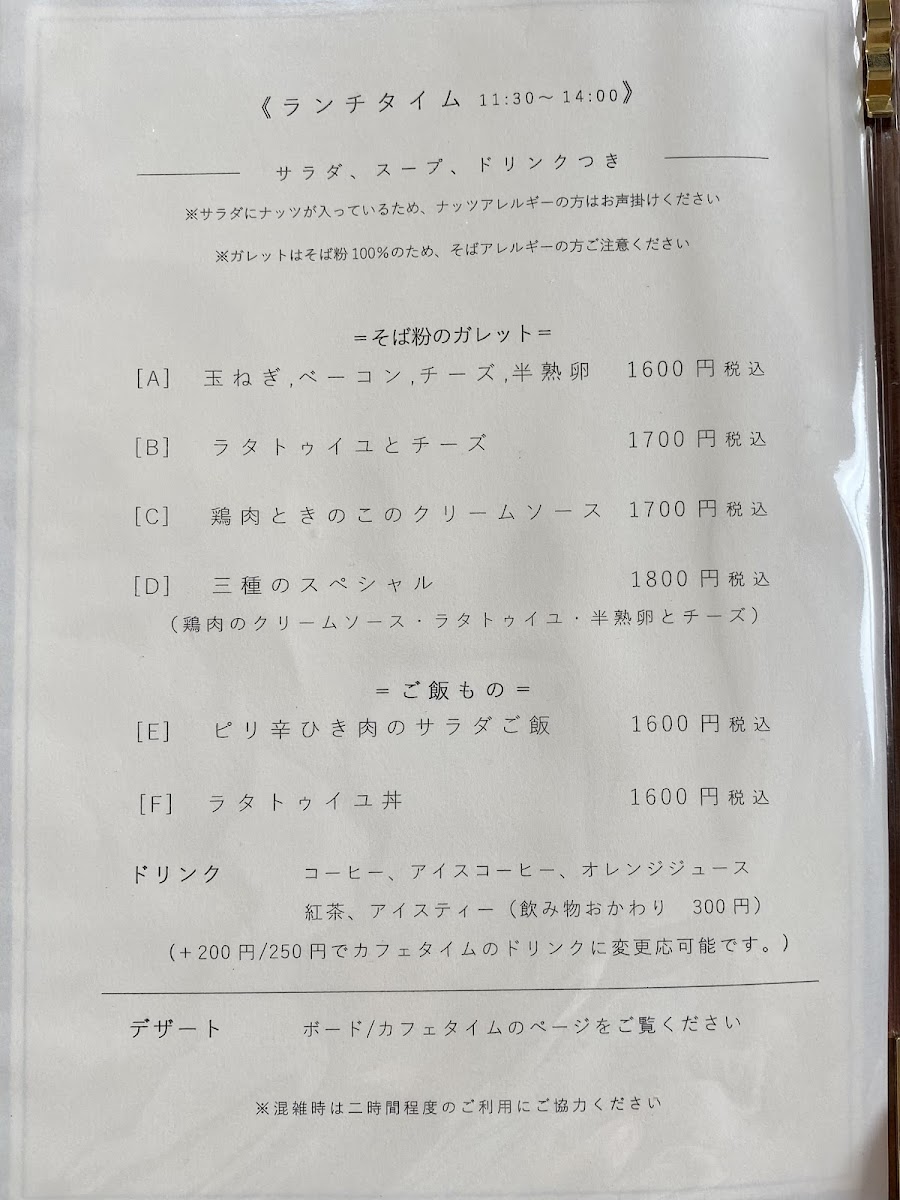 《ランチタイム 11:30～14:00》
サラダ、スープ、ドリンクつき
※サラダにナッツが入っているため、ナッツアレルギーの方はお声掛けください
※ガレットはそば粉100%のため、そばアレルギーの方ご注意ください
＝そば粉のガレット＝
[A] 玉ねぎ,ベーコン,チーズ,半熟卵 1600円税込
[B] ラタトゥイユとチーズ 1700円税込
[C] 鶏肉ときのこのクリームソース 1700円税込
[D] 三種のスペシャル 1800円税込
（鶏肉のクリームソース・ラタトゥイユ・半熟卵とチーズ）
＝ご飯もの＝
[E] ピリ辛ひき肉のサラダご飯 1600円税込
[F] ラタトゥイユ丼 1600円税込
ドリンク コーヒー、アイスコーヒー、オレンジジュース
紅茶、アイスティー（飲み物おかわり 300円）
（＋200円/250円でカフェタイムのドリンクに変更応可能です。）
デザート ボード/カフェタイムのページをご覧ください
※混雑時は二時間程度のご利用にご協力ください